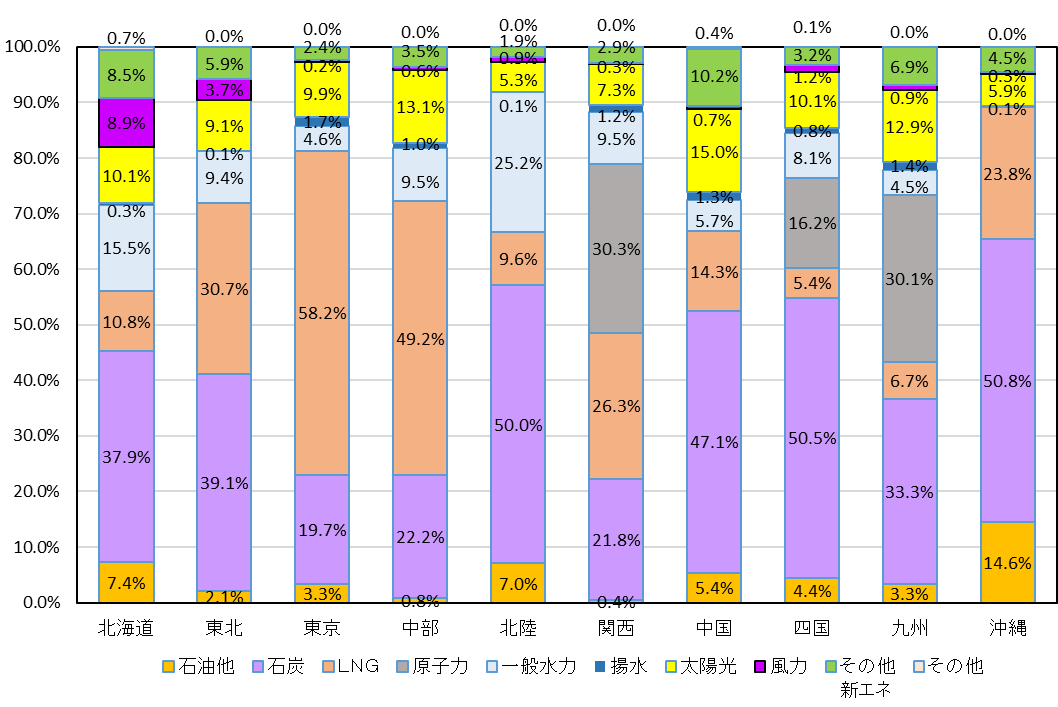 0.7% 0.0% 0.0% 0.0% 0.0% 0.0% 0.4% 0.1% 0.0% 0.0%
100.0% 8.5% 5.9% 2.4% 3.5% 1.9% 2.9% 10.2% 3.2% 6.9% 4.5%
8.9% 3.7% 0.2% 0.6% 0.9% 0.3% 0.7% 1.2% 0.9% 0.3%
90.0% 10.1% 9.1% 9.9% 13.1% 5.3% 7.3% 15.0% 10.1% 12.9% 5.9%
0.3% 0.1% 1.7% 1.0% 0.1% 1.2% 1.3% 0.8% 1.4% 0.1%
80.0% 15.5% 9.4% 4.6% 9.5% 25.2% 9.5% 5.7% 8.1% 4.5%
70.0% 30.3% 16.2% 30.1%
60.0% 10.8% 30.7% 58.2% 49.2% 9.6% 26.3% 14.3% 5.4% 6.7% 23.8%
50.0%
40.0% 37.9% 39.1% 19.7% 22.2% 50.0% 21.8% 47.1% 50.5% 33.3% 50.8%
30.0%
20.0%
10.0% 7.4% 2.1% 3.3% 0.8% 7.0% 0.4% 5.4% 4.4% 3.3% 14.6%
0.0%
北海道 東北 東京 中部 北陸 関西 中国 四国 九州 沖縄
石油他 石炭 LNG 原子力 一般水力 揚水 太陽光 風力 その他 その他
新エネ